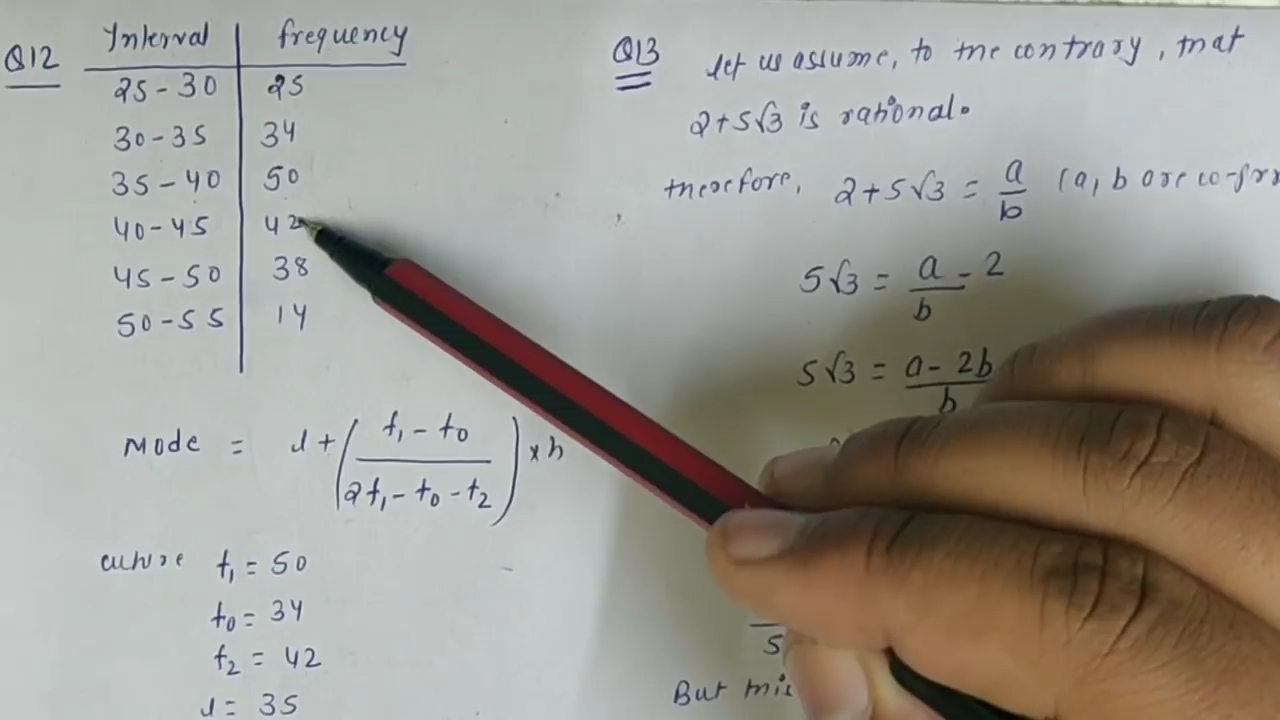 Q12
Interval frequency
25-30 25
30-35 34
35-40 50
40-45 42
45-50 38
50-55 14
Mode = l + ( f₁ - f₀ / 2f₁ - f₀ - f₂ ) × h
where f₁ = 50
f₀ = 34
f₂ = 42
l = 35
Q13 let us assume, to the contrary, that
2+5√3 is rational.
therefore, 2+5√3 = a/b (a, b are co-pr
5√3 = a/b - 2
5√3 = a - 2b / b
5
But this